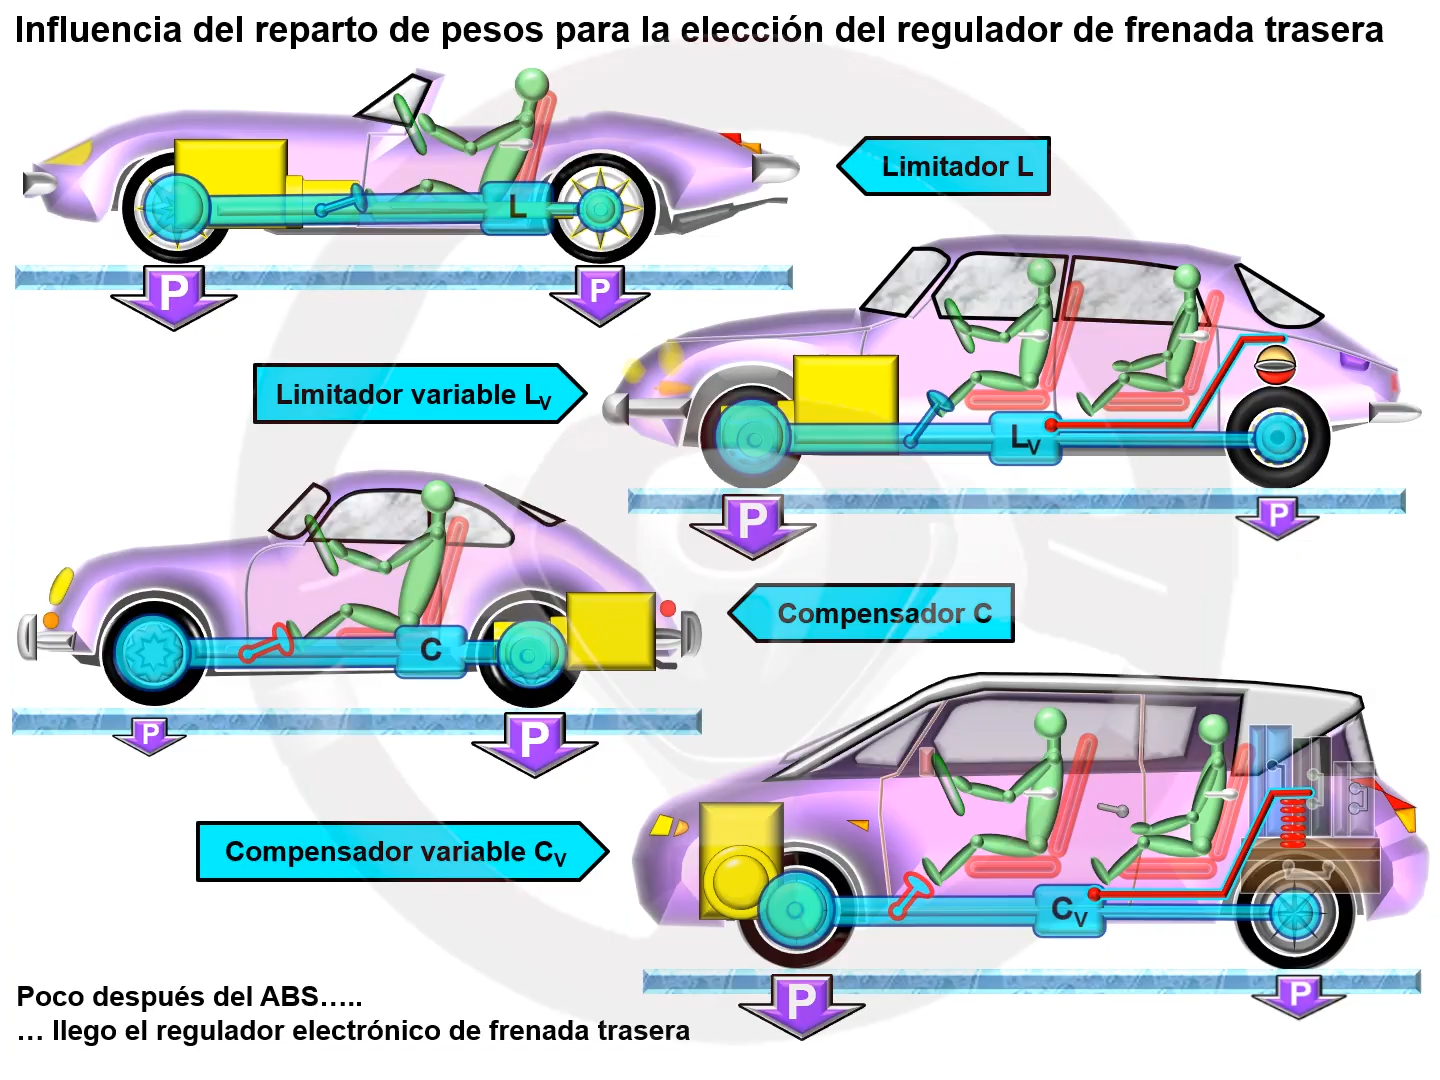 Influencia del reparto de pesos para la elección del regulador de frenada trasera
Limitador L
L
P
P
Limitador variable LV
LV
P
P
Compensador C
C
P
P
Compensador variable CV
CV
P
P
Poco después del ABS…..
… llego el regulador electrónico de frenada trasera